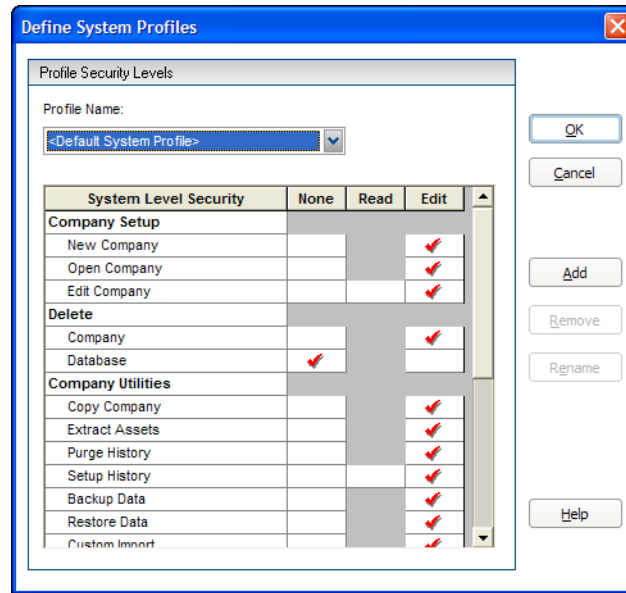 Define System Profiles
Profile Security Levels
Profile Name:
<Default System Profile>
OK
Cancel
System Level Security None Read Edit
Company Setup
New Company
Open Company
Edit Company
Add
Delete
Remove
Company
Database
Rename
Company Utilities
Copy Company
Extract Assets
Purge History
Setup History
Backup Data
Help
Restore Data
Custom Import